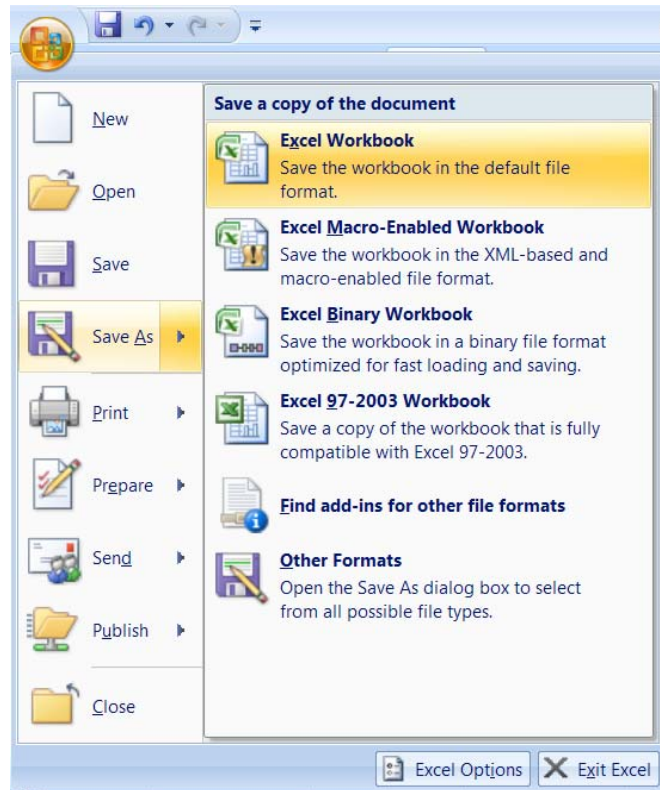 New
Open
Save
Save As
Print
Prepare
Send
Publish
Close
Save a copy of the document
Excel Workbook
Save the workbook in the default file
format.
Excel Macro-Enabled Workbook
Save the workbook in the XML-based and
macro-enabled file format.
Excel Binary Workbook
Save the workbook in a binary file format
optimized for fast loading and saving.
Excel 97-2003 Workbook
Save a copy of the workbook that is fully
compatible with Excel 97-2003.
Find add-ins for other file formats
Other Formats
Open the Save As dialog box to select
from all possible file types.
Excel Options
Exit Excel